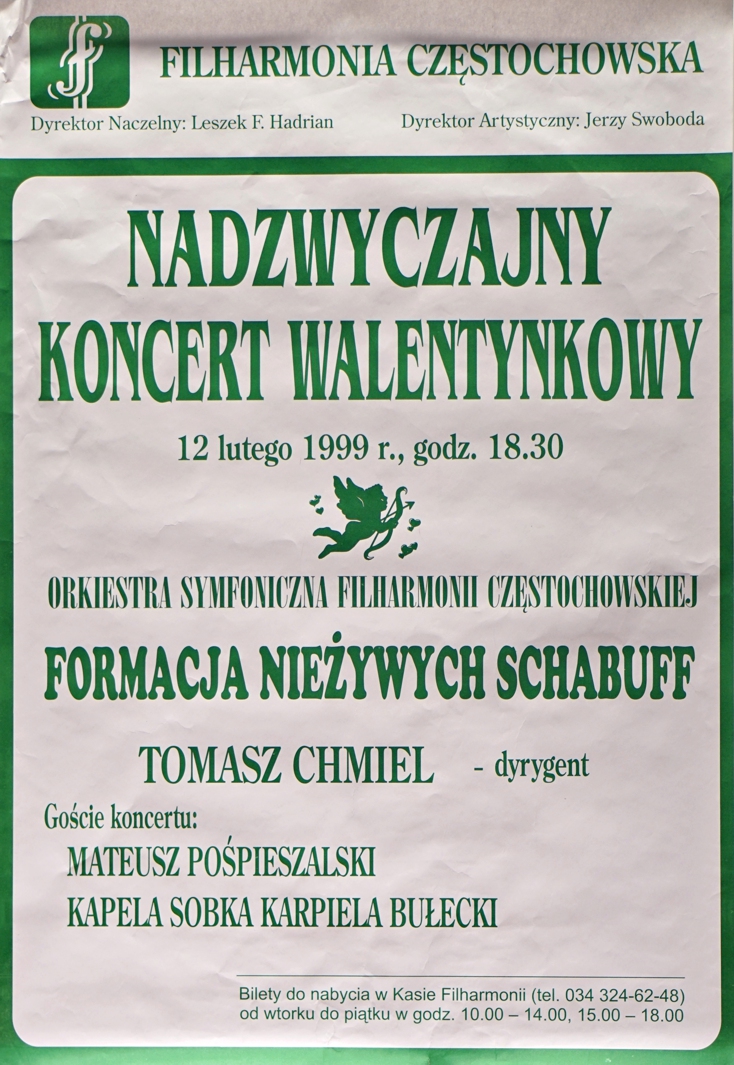 FILHARMONIA CZĘSTOCHOWSKA
Dyrektor Naczelny: Leszek F. Hadrian
Dyrektor Artystyczny: Jerzy Swoboda
NADZWYCZAJNY
KONCERT WALENTYNKOWY
12 lutego 1999 r., godz. 18.30
ORKIESTRA SYMFONICZNA FILHARMONII CZĘSTOCHOWSKIEJ
FORMACJA NIEŻYWYCH SCHABUFF
TOMASZ CHMIEL - dyrygent
Goście koncertu:
MATEUSZ POŚPIESZALSKI
KAPELA SOBKA KARPIELA BUŁECKI
Bilety do nabycia w Kasie Filharmonii (tel. 034 324-62-48)
od wtorku do piątku w godz. 10.00 – 14.00, 15.00 – 18.00